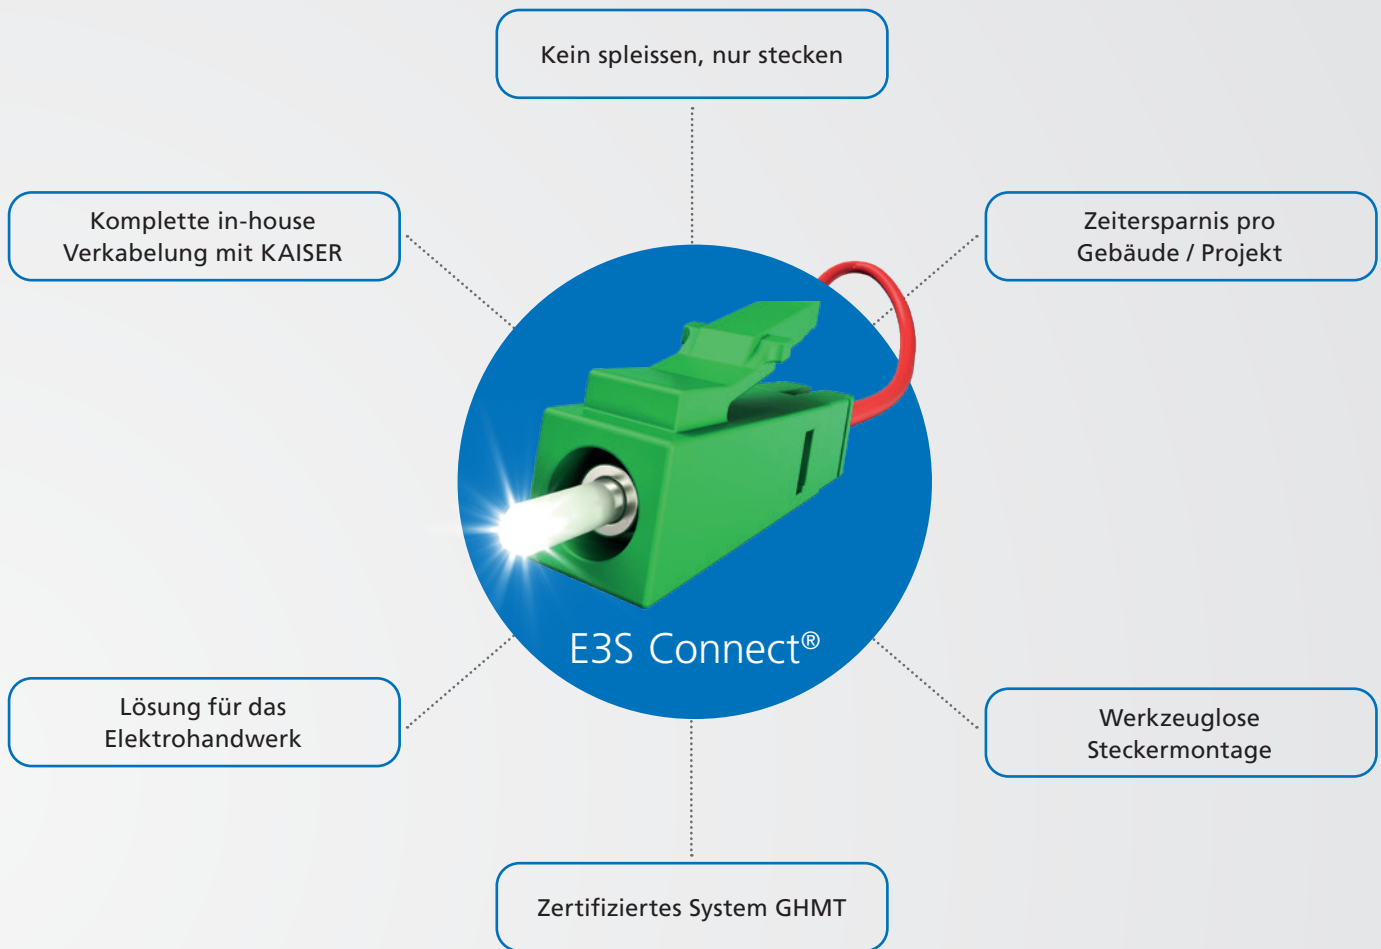 Kein spleissen, nur stecken
Komplette in-house
Verkabelung mit KAISER
Zeitersparnis pro
Gebäude / Projekt
E3S Connect®
Lösung für das
Elektrohandwerk
Werkzeuglose
Steckermontage
Zertifiziertes System GHMT